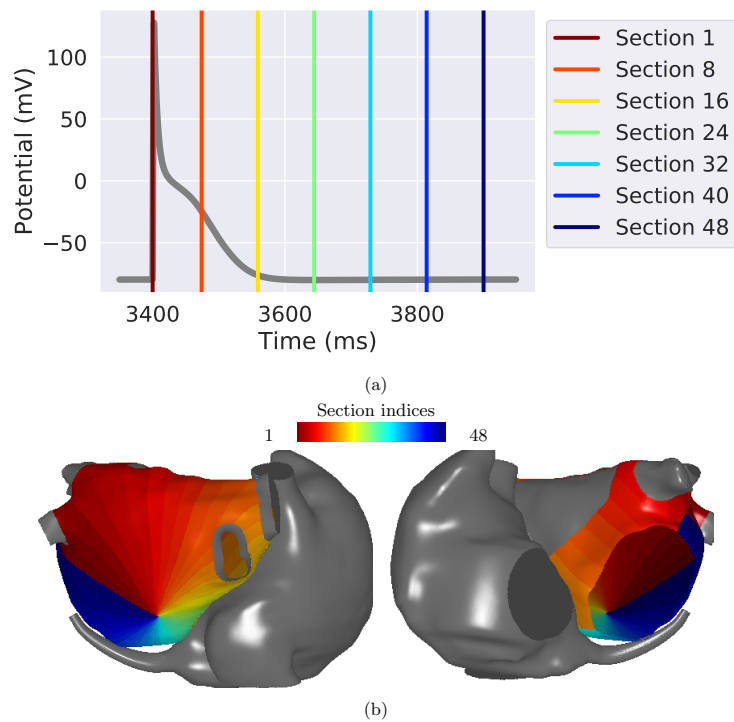 100
50
0
−50
Potential (mV)
3400
3600
3800
Time (ms)
Section 1
Section 8
Section 16
Section 24
Section 32
Section 40
Section 48
(a)
Section indices
1
48
(b)